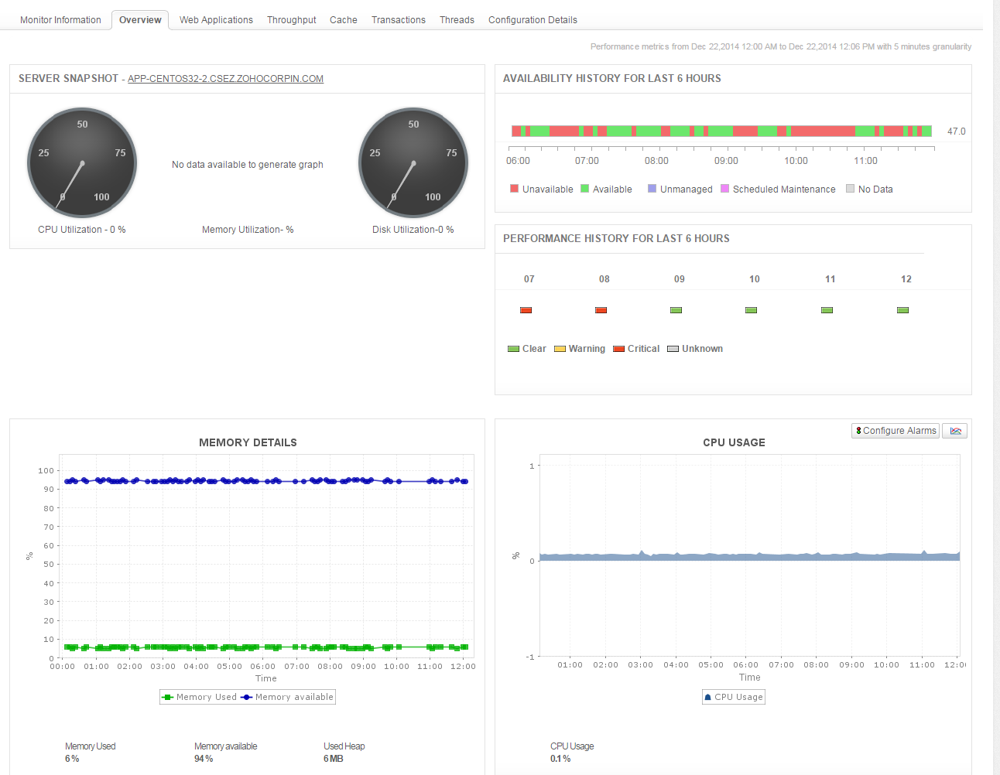 Monitor Information Overview Web Applications Throughput Cache Transactions Threads Configuration Details
Performance metrics from Dec 22,2014 12:00 AM to Dec 22,2014 12:06 PM with 5 minutes granularity
SERVER SNAPSHOT - APP-CENTOS32-2.CSEZ.ZOHOCORPIN.COM
50
25 75
0 100
CPU Utilization - 0 %
No data available to generate graph
Memory Utilization- %
50
25 75
0 100
Disk Utilization-0 %
AVAILABILITY HISTORY FOR LAST 6 HOURS
47.0
06:00 07:00 08:00 09:00 10:00 11:00
Unavailable Available Unmanaged Scheduled Maintenance No Data
PERFORMANCE HISTORY FOR LAST 6 HOURS
07 08 09 10 11 12
Clear Warning Critical Unknown
MEMORY DETAILS
100
90
80
70
60
50
40
30
20
10
0
%
00:00 01:00 02:00 03:00 04:00 05:00 06:00 07:00 08:00 09:00 10:00 11:00 12:00
Time
Memory Used Memory available
Memory Used Memory available Used Heap
6 % 94 % 6 MB
Configure Alarms
CPU USAGE
1
0
-1
%
01:00 02:00 03:00 04:00 05:00 06:00 07:00 08:00 09:00 10:00 11:00 12:00
Time
CPU Usage
CPU Usage
0.1 %